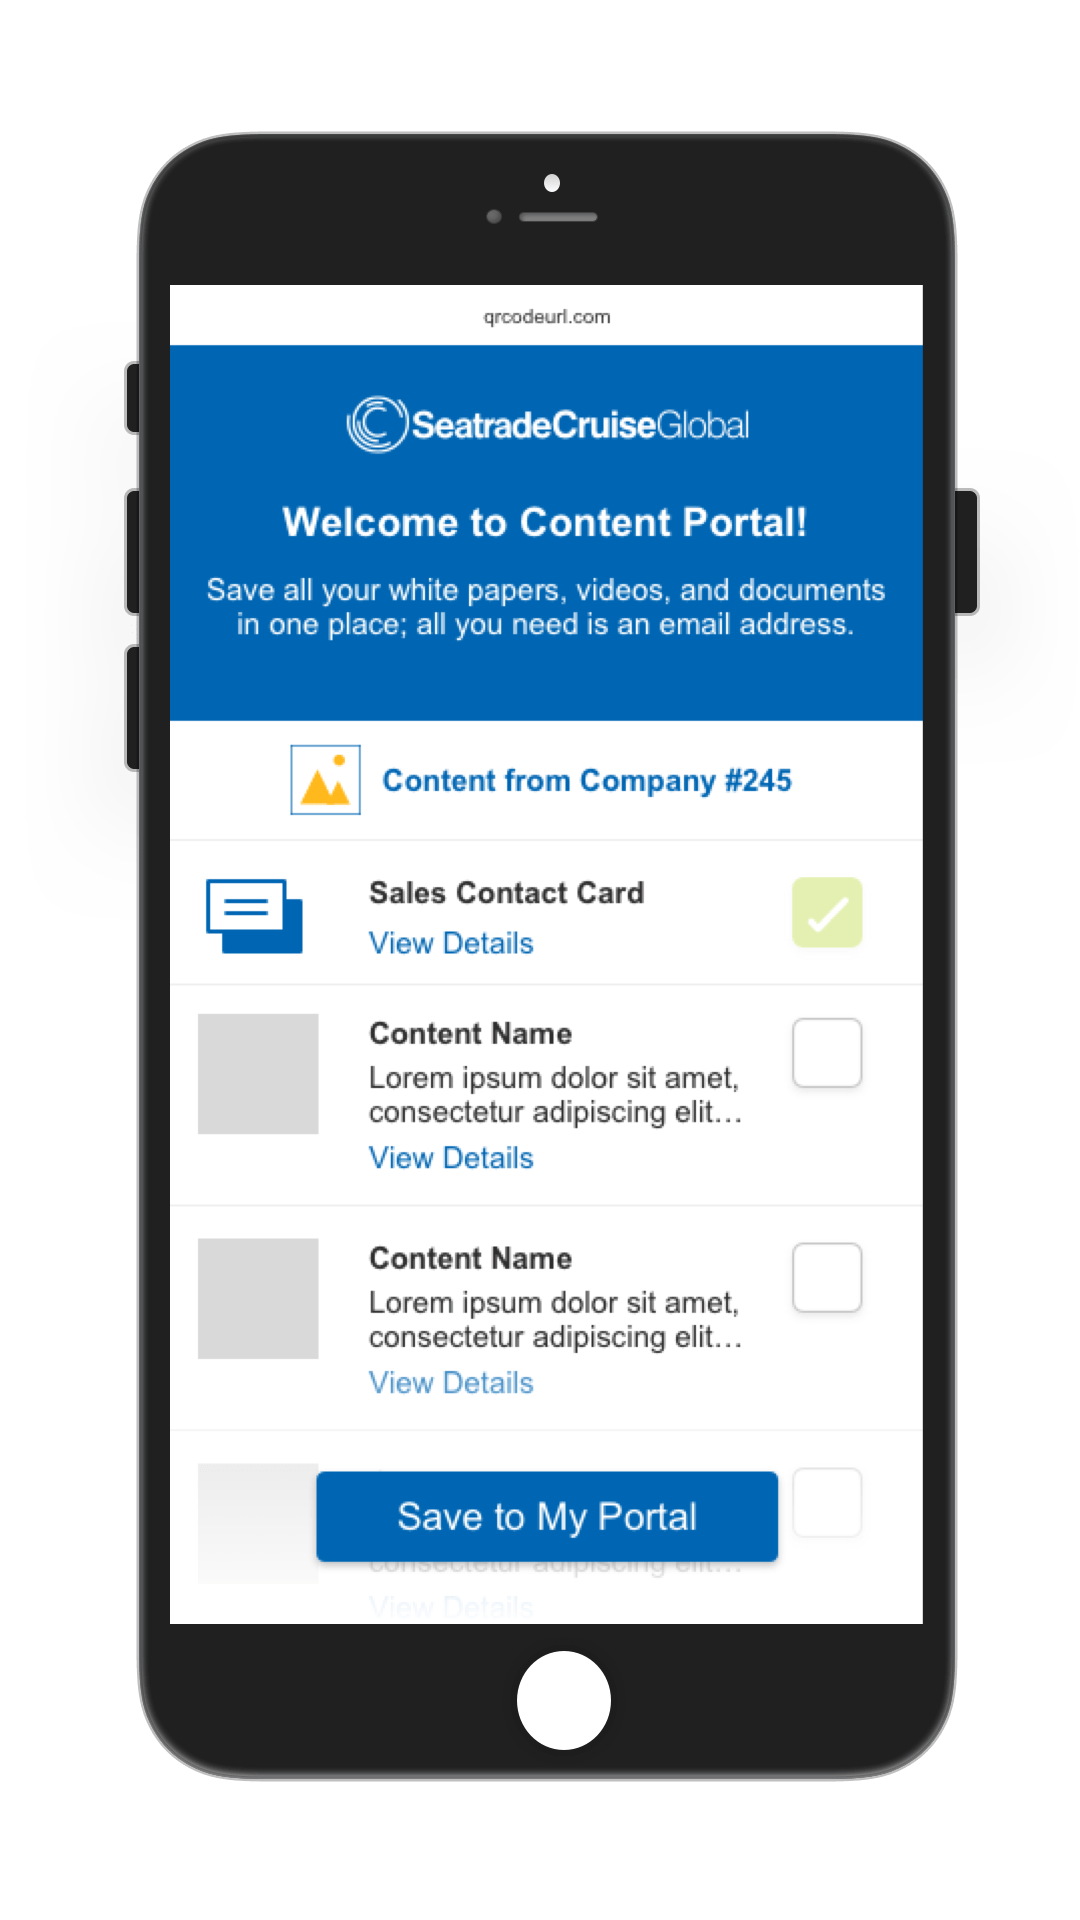 qrcodeurl.com
SeatradeCruiseGlobal
Welcome to Content Portal!
Save all your white papers, videos, and documents
in one place; all you need is an email address.
Content from Company #245
Sales Contact Card
View Details
Content Name
Lorem ipsum dolor sit amet,
consectetur adipiscing elit...
View Details
Content Name
Lorem ipsum dolor sit amet,
consectetur adipiscing elit...
View Details
Save to My Portal
consectetur adipiscing elit...
View Details